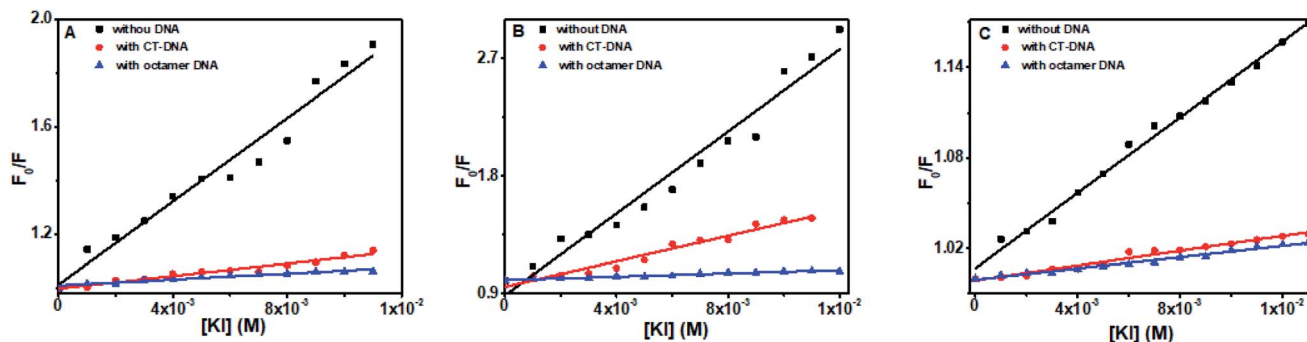 A
without DNA
with CT-DNA
with octamer DNA
2.0
1.6
1.2
F₀/F
0
4x10⁻³
8x10⁻³
1x10⁻²
[KI] (M)
B
without DNA
with CT-DNA
with octamer DNA
2.7
1.8
0.9
F₀/F
0
4x10⁻³
8x10⁻³
1x10⁻²
[KI] (M)
C
without DNA
with CT-DNA
with octamer DNA
1.14
1.08
1.02
F₀/F
0
4x10⁻³
8x10⁻³
1x10⁻²
[KI] (M)